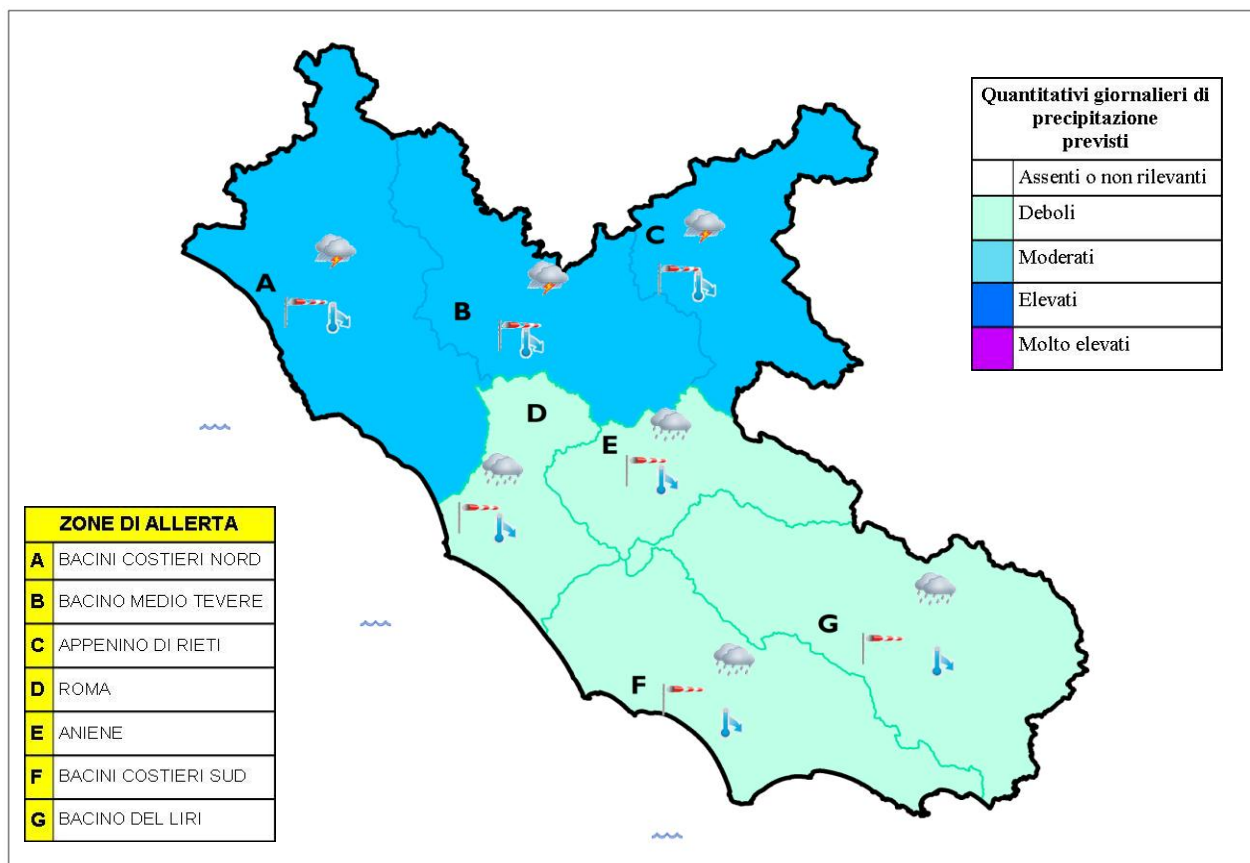 Quantitativi giornalieri di
precipitazione
previsti
Assenti o non rilevanti
Deboli
Moderati
Elevati
Molto elevati
A
B
C
D
E
F
G
ZONE DI ALLERTA
A BACINI COSTIERI NORD
B BACINO MEDIO TEVERE
C APPENINO DI RIETI
D ROMA
E ANIENE
F BACINI COSTIERI SUD
G BACINO DEL LIRI